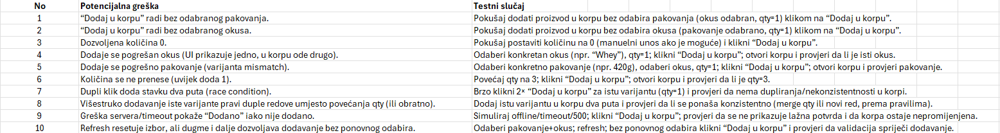 No Potencijalna greška Testni slučaj
1 “Dodaj u korpu” radi bez odabranog pakovanja. Pokušaj dodati proizvod u korpu bez odabira pakovanja (okus odabran, qty=1) klikom na “Dodaj u korpu”.
2 “Dodaj u korpu” radi bez odabranog okusa. Pokušaj dodati proizvod u korpu bez odabira okusa (pakovanje odabrano, qty=1) klikom na “Dodaj u korpu”.
3 Dozvoljena količina 0. Pokušaj postaviti količinu na 0 (manuelni unos ako je moguće) i klikni “Dodaj u korpu”.
4 Dodaje se pogrešan okus (UI prikazuje jedno, u korpu ode drugo). Odaberi konkretan okus (npr. “Whey”), qty=1; klikni “Dodaj u korpu”; otvori korpu i provjeri da li je isti okus.
5 Dodaje se pogrešno pakovanje (varijanta mismatch). Odaberi konkretno pakovanje (npr. 420g), odaberi okus, qty=1; klikni “Dodaj u korpu”; otvori korpu i provjeri pakovanje.
6 Količina se ne prenese (uvijek doda 1). Povećaj qty na 3; klikni “Dodaj u korpu”; otvori korpu i provjeri da li je qty=3.
7 Dupli klik doda stavku dva puta (race condition). Brzo klikni 2× “Dodaj u korpu” za istu varijantu (qty=1) i provjeri da nema dupliranja/nekonzistentnosti u korpi.
8 Višestruko dodavanje iste varijante pravi duple redove umjesto povećanja qty (ili obratno). Dodaj istu varijantu u korpu dva puta i provjeri da li se ponaša konzistentno (merge qty ili novi red, prema pravilima).
9 Greška servera/timeout pokaže “Dodano” iako nije dodano. Simuliraj offline/timeout/500; klikni “Dodaj u korpu”; provjeri da se ne prikazuje lažna potvrda i da korpa ostaje nepromijenjena.
10 Refresh resetuje izbor, ali dugme i dalje dozvoljava dodavanje bez ponovnog odabira. Odaberi pakovanje+okus; refresh; bez ponovnog odabira klikni “Dodaj u korpu” i provjeri da validacija spriječi dodavanje.